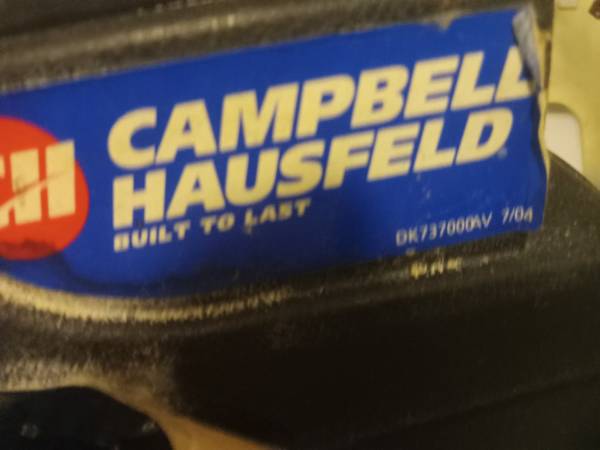 CH
CAMPBELL
HAUSFELD
BUILT TO LAST
DK737000AV 7/04